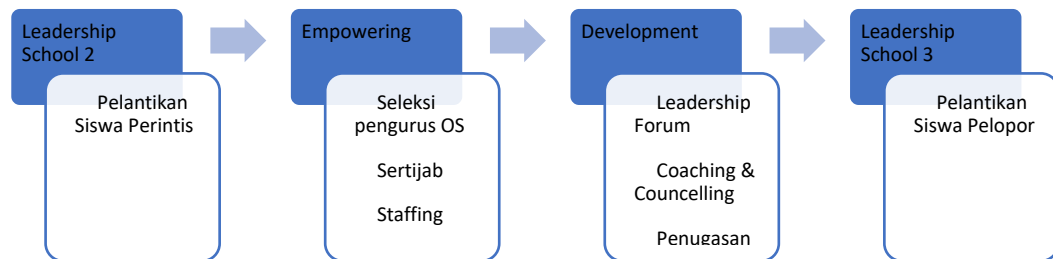 Leadership
School 2
Pelantikan
Siswa Perintis
Empowering
Seleksi
pengurus OS
Sertijab
Staffing
Development
Leadership
Forum
Coaching &
Councelling
Penugasan
Leadership
School 3
Pelantikan
Siswa Pelopor